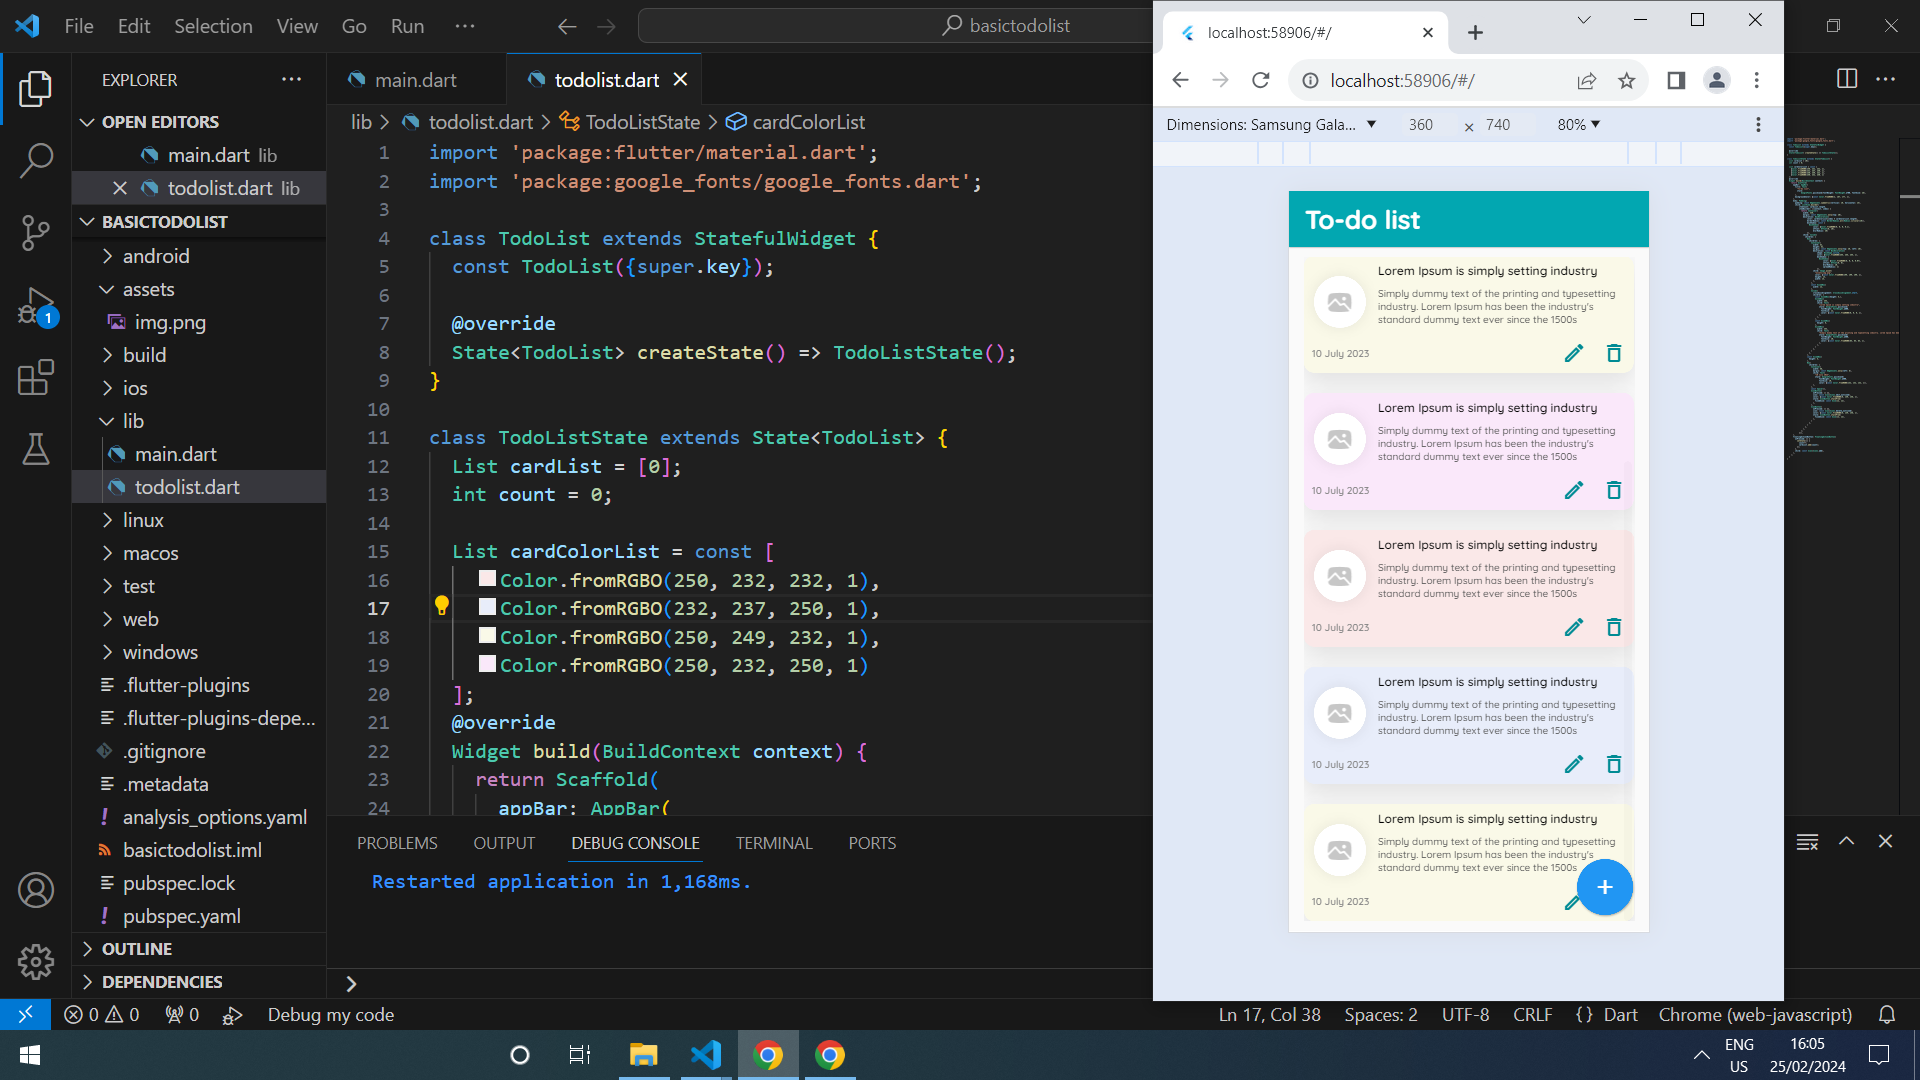 File Edit Selection View Go Run ···
basictodolist
EXPLORER
OPEN EDITORS
main.dart lib
todolist.dart lib
BASICTODOLIST
android
assets
img.png
build
ios
lib
main.dart
todolist.dart
linux
macos
test
web
windows
.flutter-plugins
.flutter-plugins-depe...
.gitignore
.metadata
analysis_options.yaml
basictodolist.iml
pubspec.lock
pubspec.yaml
OUTLINE
DEPENDENCIES
main.dart
todolist.dart
lib > todolist.dart > TodoListState > cardColorList
1 import 'package:flutter/material.dart';
2 import 'package:google_fonts/google_fonts.dart';
3
4 class TodoList extends StatefulWidget {
5 const TodoList({super.key});
6
7 @override
8 State<TodoList> createState() => TodoListState();
9 }
10
11 class TodoListState extends State<TodoList> {
12 List cardList = [0];
13 int count = 0;
14
15 List cardColorList = const [
16 Color.fromRGBO(250, 232, 232, 1),
17 Color.fromRGBO(232, 237, 250, 1),
18 Color.fromRGBO(250, 249, 232, 1),
19 Color.fromRGBO(250, 232, 250, 1)
20 ];
21 @override
22 Widget build(BuildContext context) {
23 return Scaffold(
24 appBar: AppBar(
PROBLEMS OUTPUT DEBUG CONSOLE TERMINAL PORTS
Restarted application in 1,168ms.
localhost:58906/#/
localhost:58906/#/
Dimensions: Samsung Gala... 360 x 740 80%
To-do list
Lorem Ipsum is simply setting industry
Simply dummy text of the printing and typesetting
industry. Lorem Ipsum has been the industry's
standard dummy text ever since the 1500s
10 July 2023
Lorem Ipsum is simply setting industry
Simply dummy text of the printing and typesetting
industry. Lorem Ipsum has been the industry's
standard dummy text ever since the 1500s
10 July 2023
Lorem Ipsum is simply setting industry
Simply dummy text of the printing and typesetting
industry. Lorem Ipsum has been the industry's
standard dummy text ever since the 1500s
10 July 2023
Lorem Ipsum is simply setting industry
Simply dummy text of the printing and typesetting
industry. Lorem Ipsum has been the industry's
standard dummy text ever since the 1500s
10 July 2023
Lorem Ipsum is simply setting industry
Simply dummy text of the printing and typesetting
industry. Lorem Ipsum has been the industry's
standard dummy text ever since the 1500s
10 July 2023
1
0 0 0 Debug my code
Ln 17, Col 38 Spaces: 2 UTF-8 CRLF {} Dart Chrome (web-javascript)
ENG
US
16:05
25/02/2024